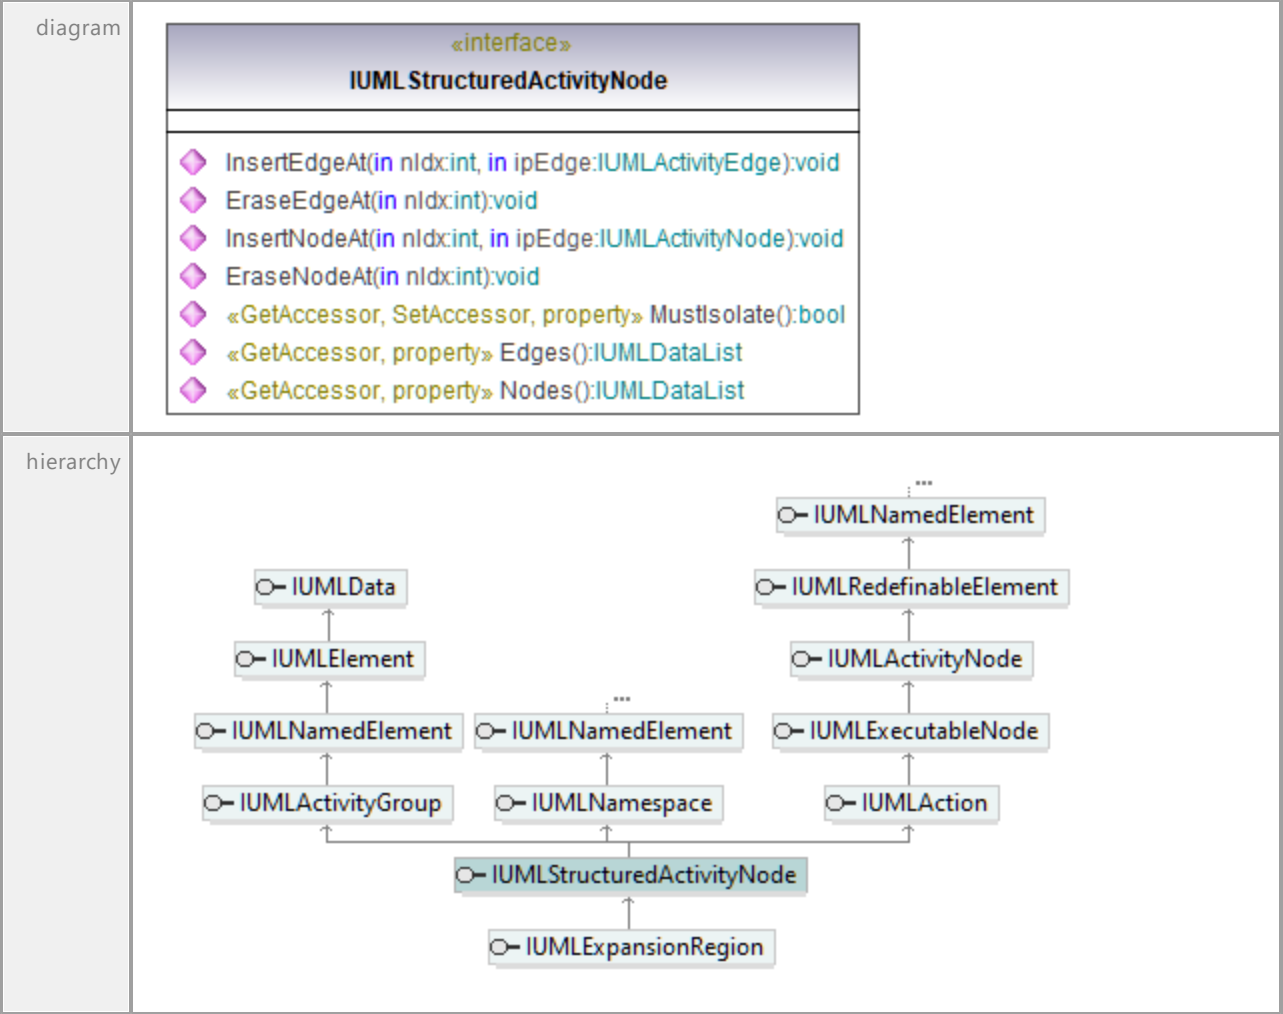 diagram
«interface»
IUMLStructuredActivityNode
InsertEdgeAt(in nIdx:int, in ipEdge:IUMLActivityEdge):void
EraseEdgeAt(in nIdx:int):void
InsertNodeAt(in nIdx:int, in ipEdge:IUMLActivityNode):void
EraseNodeAt(in nIdx:int):void
«GetAccessor, SetAccessor, property» MustIsolate():bool
«GetAccessor, property» Edges():IUMLDataList
«GetAccessor, property» Nodes():IUMLDataList
hierarchy
...
IUMLNamedElement
IUMLData
IUMLRedefinableElement
IUMLElement
IUMLActivityNode
...
IUMLNamedElement
IUMLNamedElement
IUMLExecutableNode
IUMLActivityGroup
IUMLNamespace
IUMLAction
IUMLStructuredActivityNode
IUMLExpansionRegion